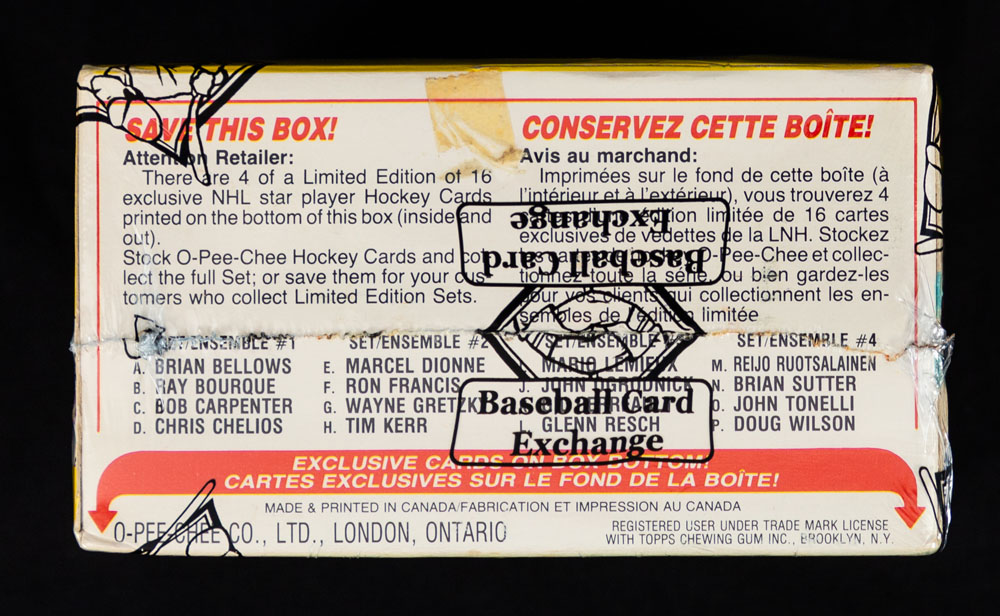 SAVE THIS BOX!
Attention Retailer:
There are 4 of a Limited Edition of 16
exclusive NHL star player Hockey Cards
printed on the bottom of this box (inside and
out).
Stock O-Pee-Chee Hockey Cards and col-
lect the full Set; or save them for your cus-
tomers who collect Limited Edition Sets.
CONSERVEZ CETTE BOÎTE!
Avis au marchand:
Imprimées sur le fond de cette boîte (à
l'intérieur et à l'extérieur), vous trouverez 4
édition limitée de 16 cartes
exclusives de vedettes de la LNH. Stockez
O-Pee-Chee et collec-
tionnez toute la série, ou bien gardez-les
pour vos clients qui collectionnent les en-
sembles de l'édition limitée
Baseball Card
Exchange
SET/ENSEMBLE #1
A. BRIAN BELLOWS
B. RAY BOURQUE
C. BOB CARPENTER
D. CHRIS CHELIOS
SET/ENSEMBLE #2
E. MARCEL DIONNE
F. RON FRANCIS
G. WAYNE GRETZKY
H. TIM KERR
SET/ENSEMBLE
MARIO LEMIEUX
J. JOHN OGRODNICK
L. GLENN RESCH
SET/ENSEMBLE #4
M. REIJO RUOTSALAINEN
N. BRIAN SUTTER
O. JOHN TONELLI
P. DOUG WILSON
Baseball Card
Exchange
EXCLUSIVE CARDS ON BOX BOTTOM!
CARTES EXCLUSIVES SUR LE FOND DE LA BOÎTE!
MADE & PRINTED IN CANADA/FABRICATION ET IMPRESSION AU CANADA
O-PEE-CHEE CO., LTD., LONDON, ONTARIO
REGISTERED USER UNDER TRADE MARK LICENSE
WITH TOPPS CHEWING GUM INC., BROOKLYN, N.Y.